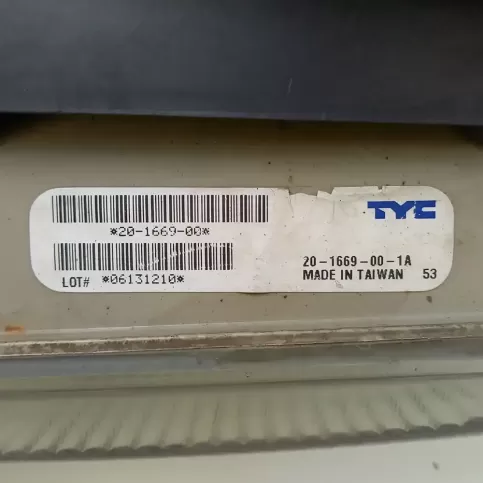 TYC
*20-1669-00*
20-1669-00-1A
LOT# *06131210*
MADE IN TAIWAN 53